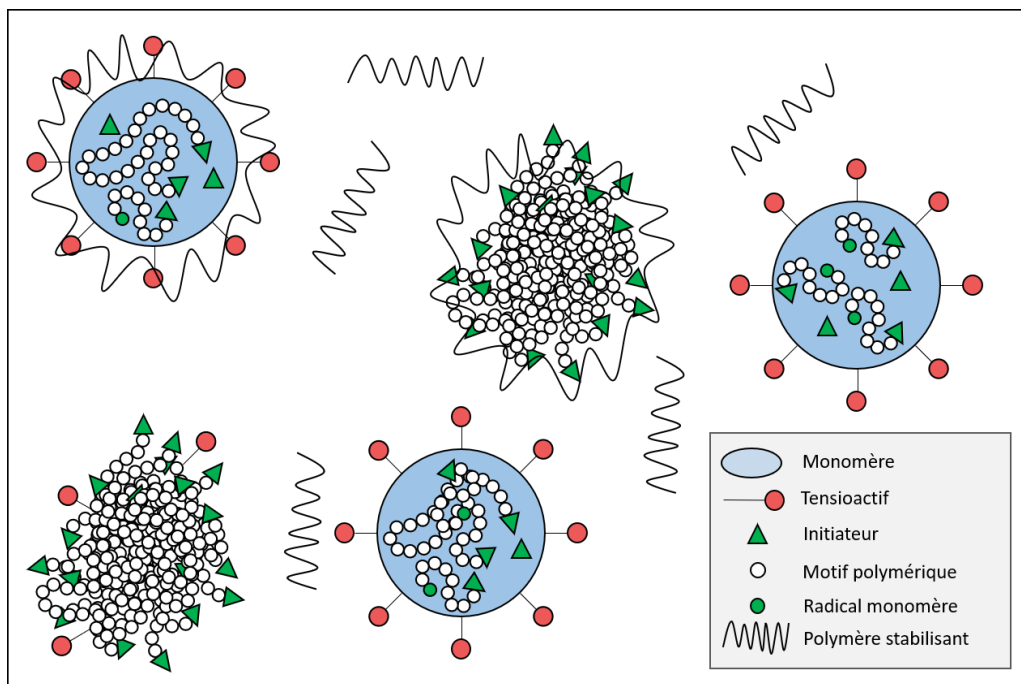 Monomère
Tensioactif
Initiateur
Motif polymérique
Radical monomère
Polymère stabilisant